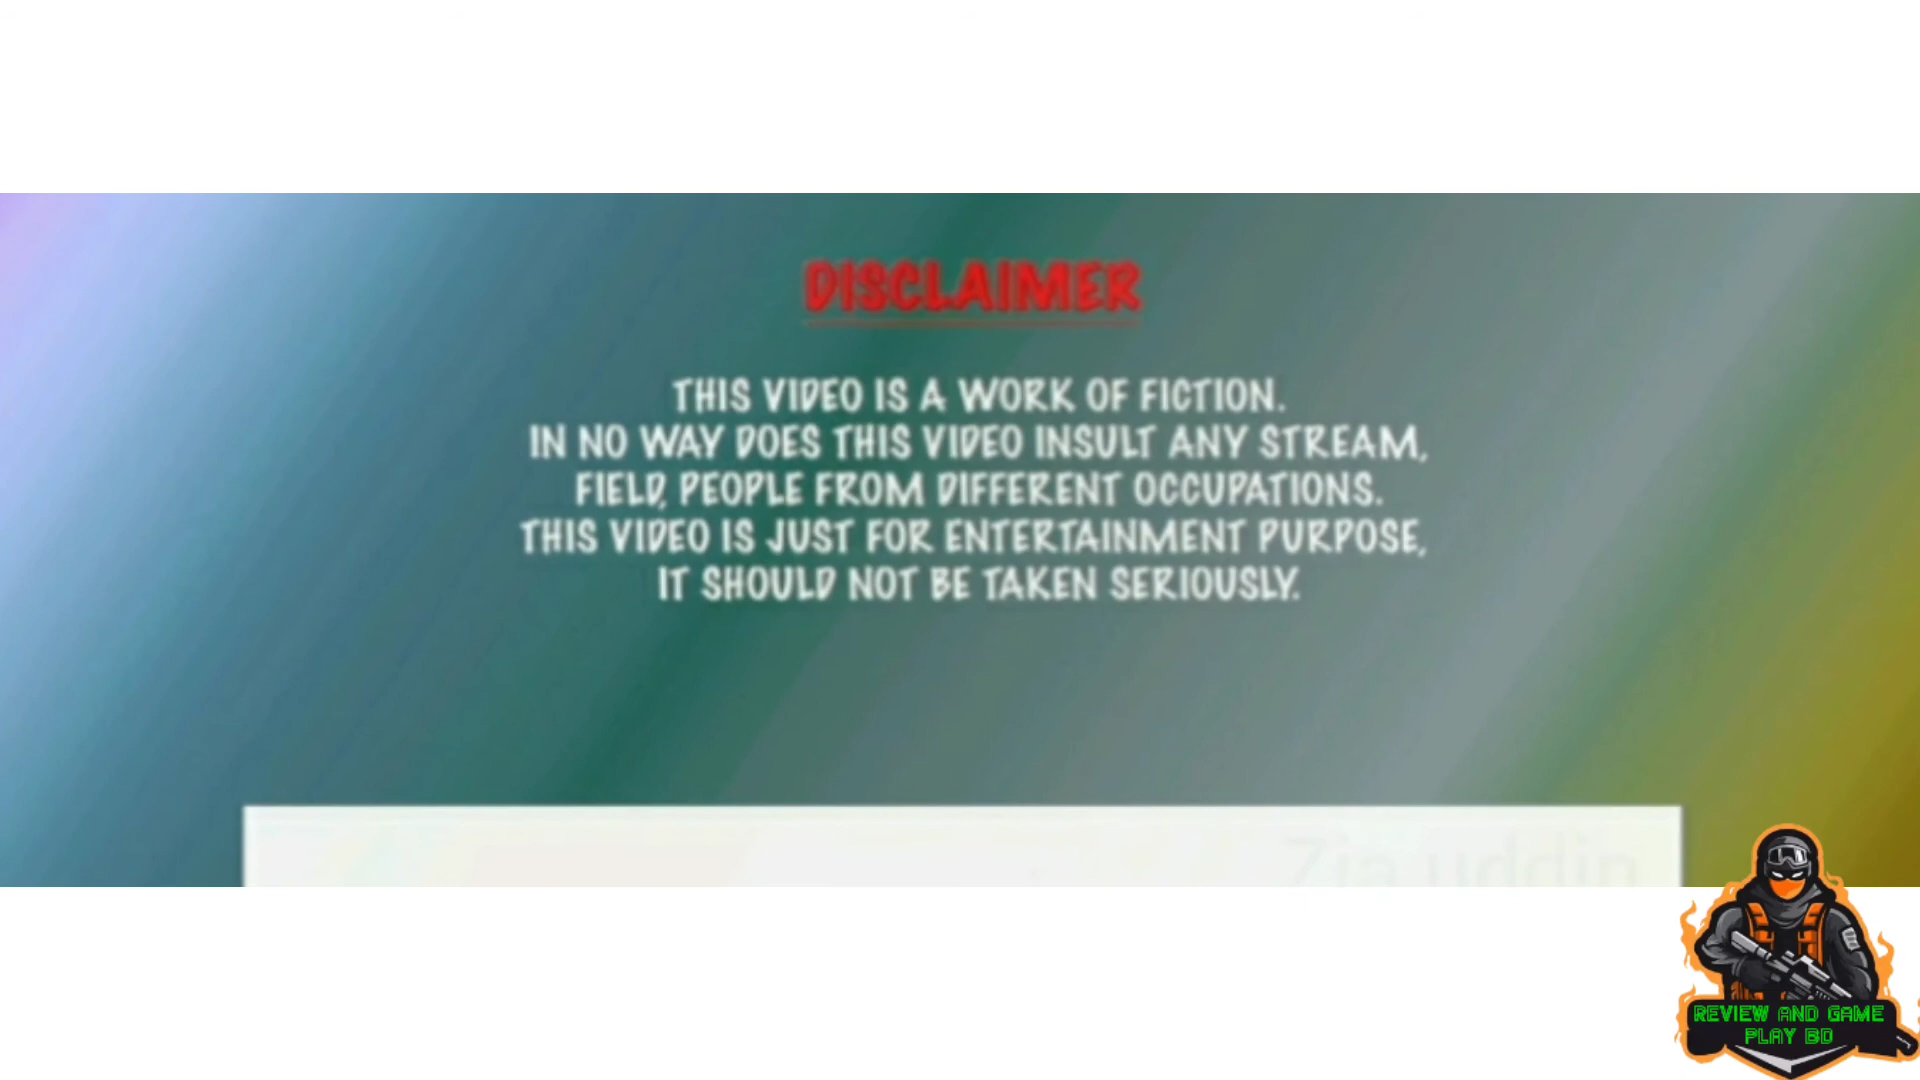 DISCLAIMER
THIS VIDEO IS A WORK OF FICTION.
IN NO WAY DOES THIS VIDEO INSULT ANY STREAM,
FIELD, PEOPLE FROM DIFFERENT OCCUPATIONS.
THIS VIDEO IS JUST FOR ENTERTAINMENT PURPOSE,
IT SHOULD NOT BE TAKEN SERIOUSLY.
Zia uddin
REVIEW AND GAME
PLAY BD